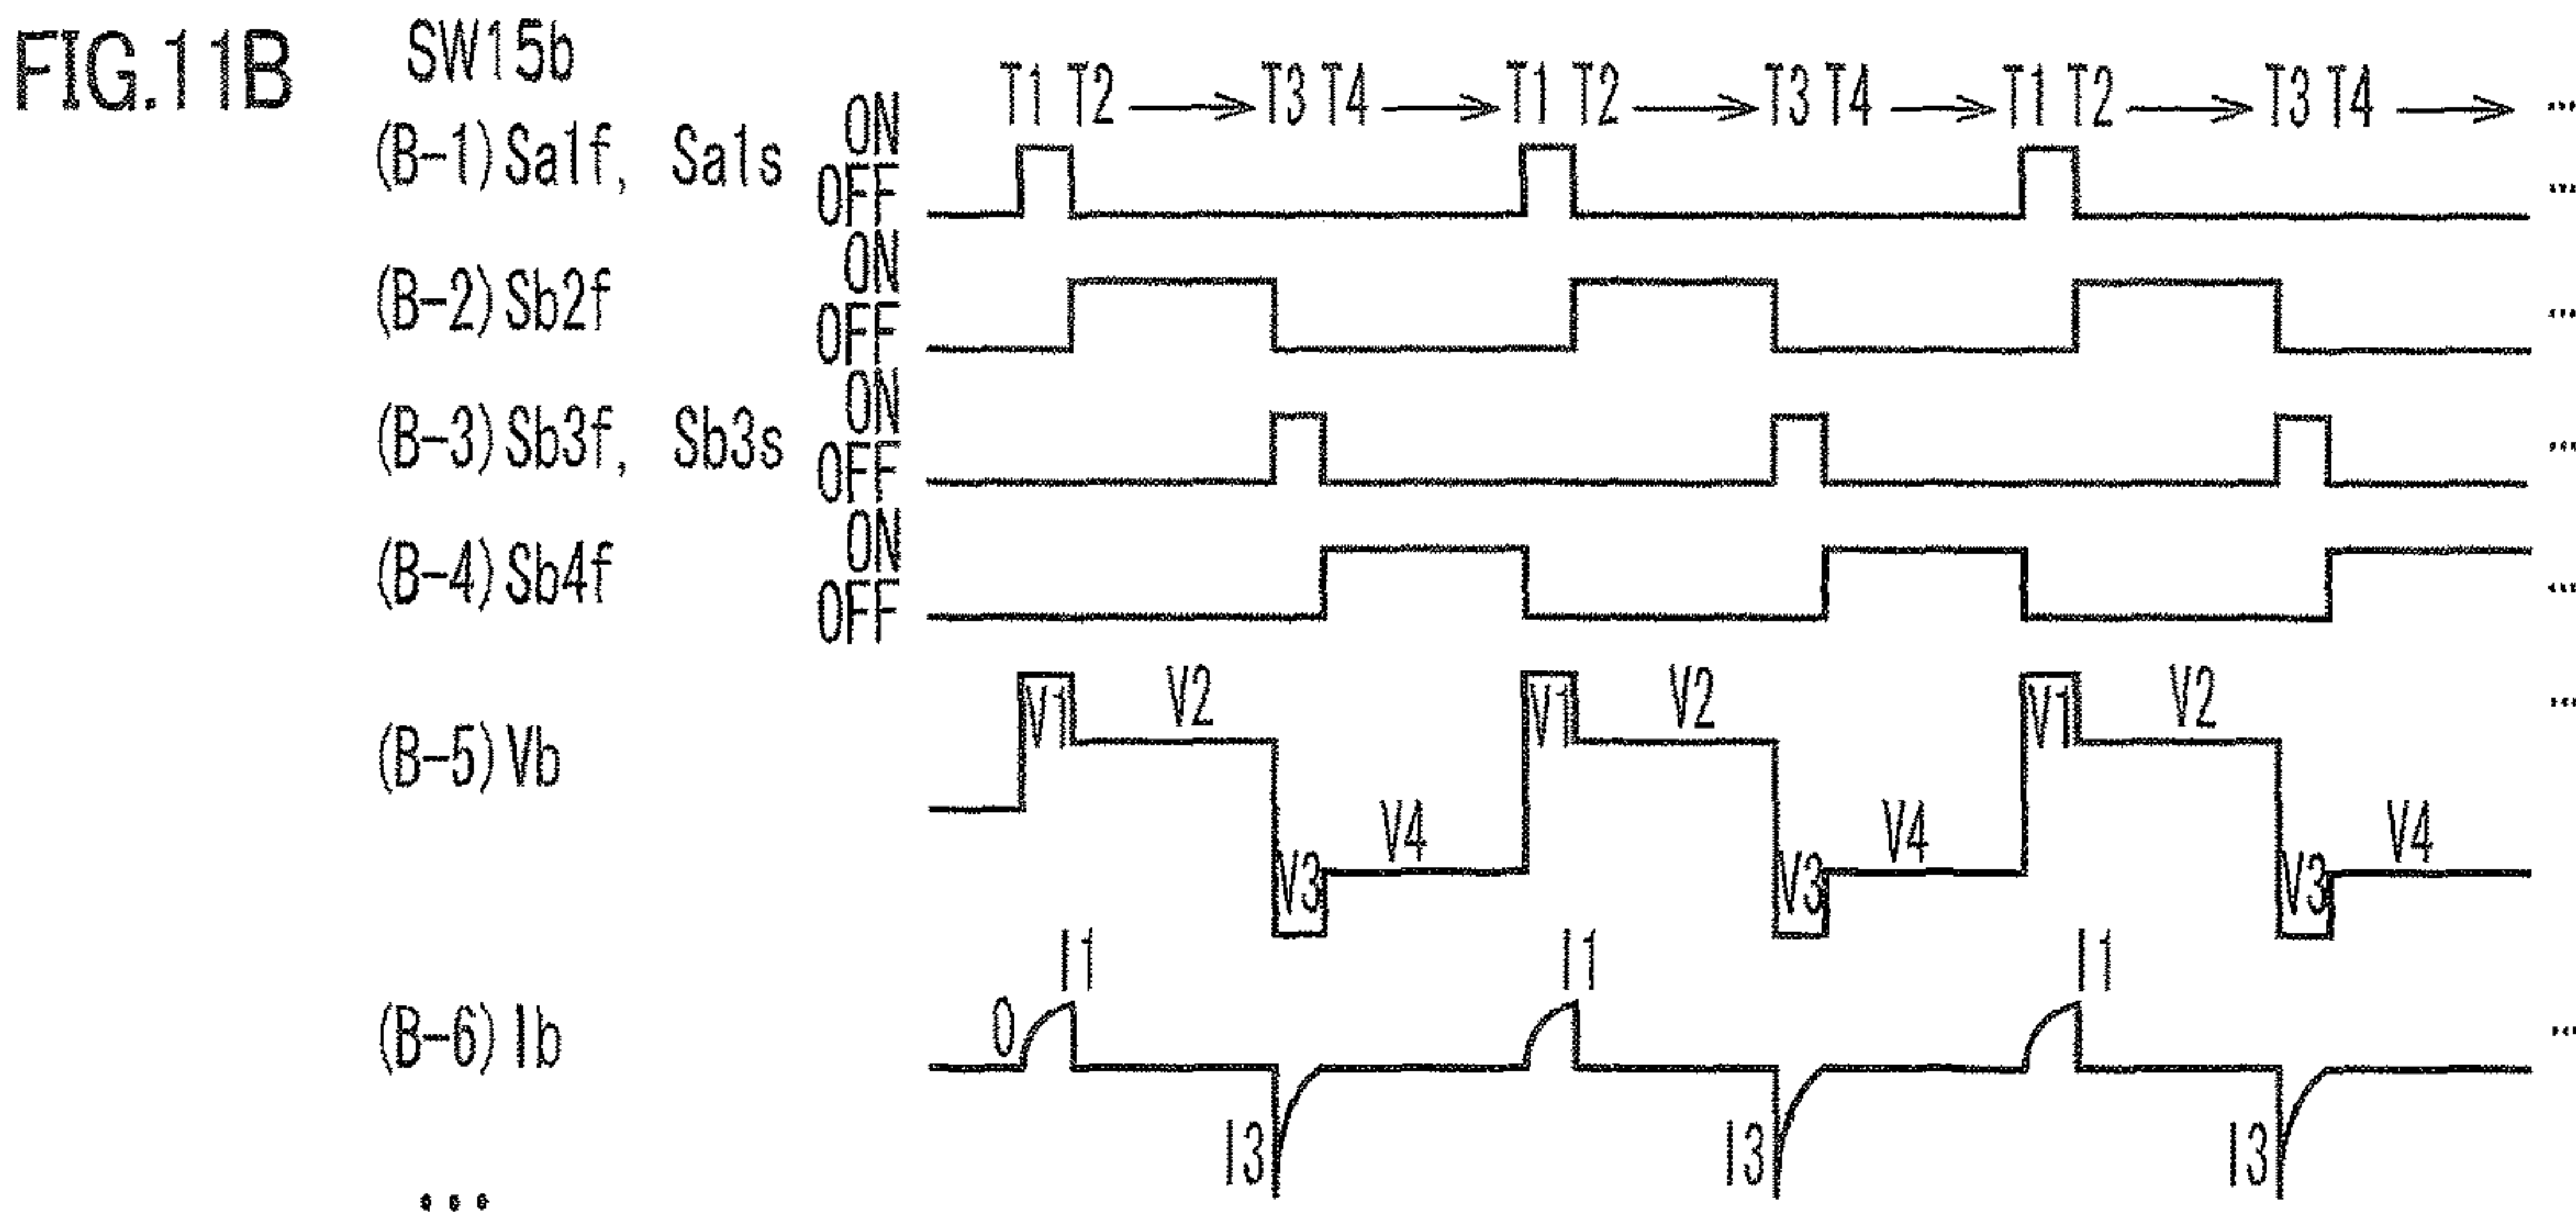 FIG.11B SW15b
T1 T2 → T3 T4 → T1 T2 → T3 T4 → T1 T2 → T3 T4 → ...
(B-1) Sa1f, Sa1s ON OFF ...
(B-2) Sb2f ON OFF ...
(B-3) Sb3f, Sb3s ON OFF ...
(B-4) Sb4f ON OFF ...
(B-5) Vb V1 V2 V3 V4 V1 V2 V3 V4 V1 V2 V3 V4 ...
(B-6) Ib 0 I1 I3 I1 I3 I1 I3 ...
...